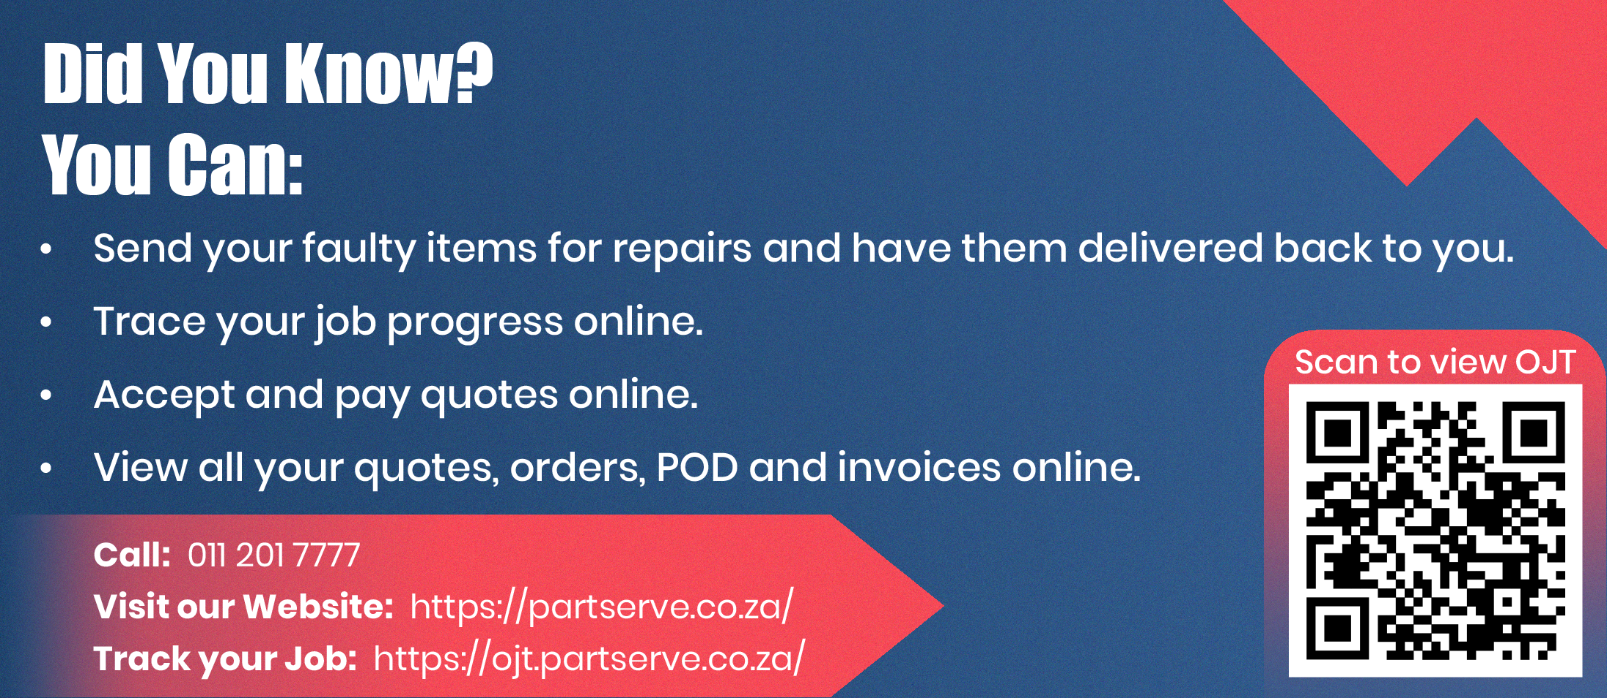 Did You Know?
You Can:
• Send your faulty items for repairs and have them delivered back to you.
• Trace your job progress online.
• Accept and pay quotes online.
• View all your quotes, orders, POD and invoices online.
Scan to view OJT
Call: 011 201 7777
Visit our Website: https://partserve.co.za/
Track your Job: https://ojt.partserve.co.za/